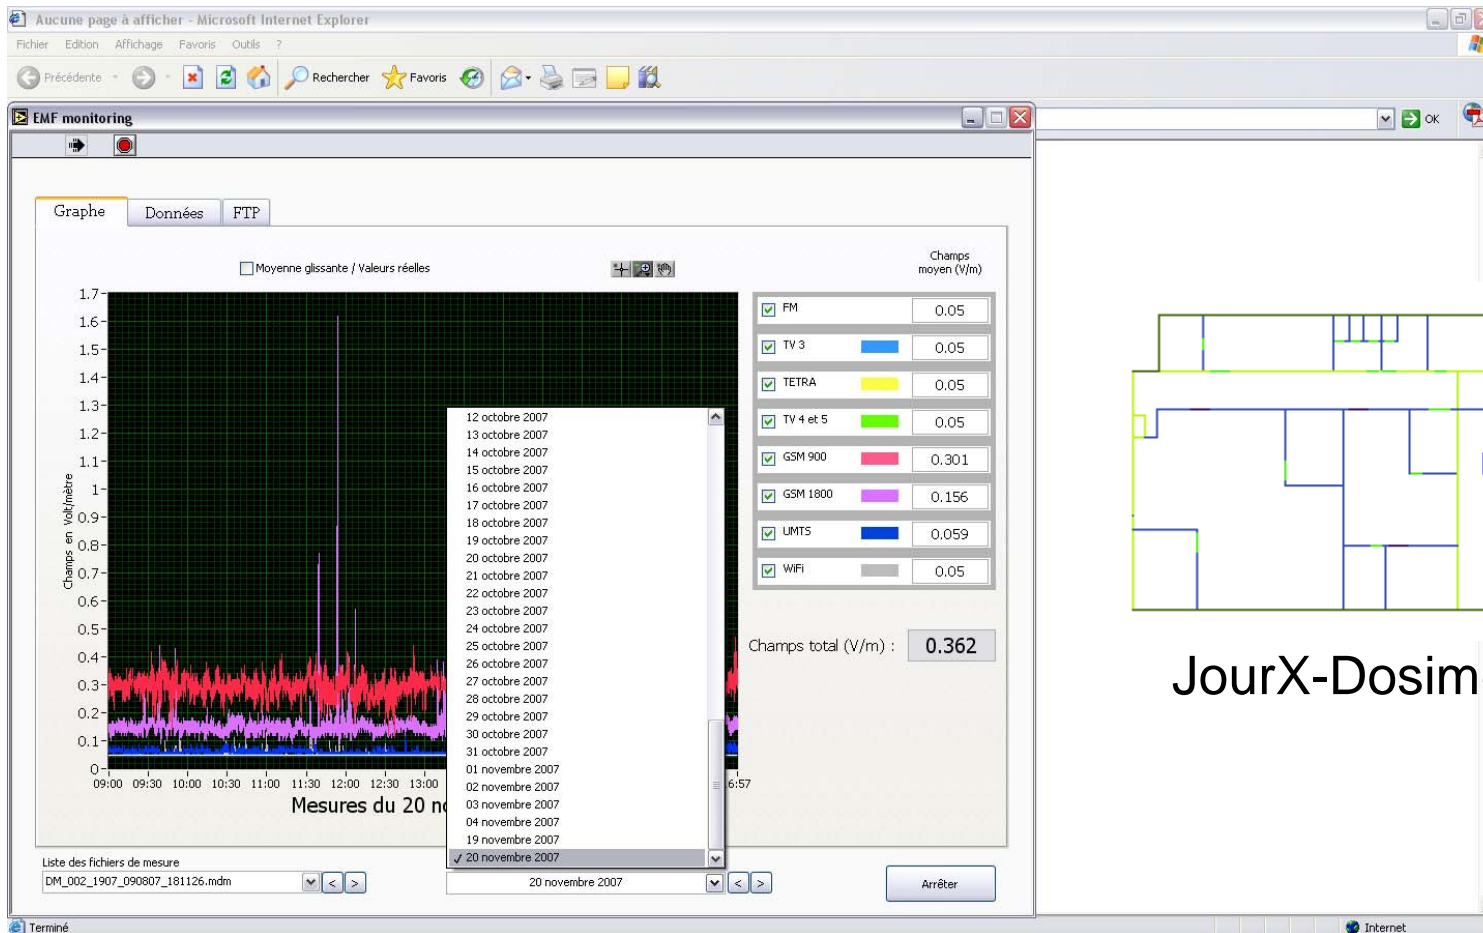 Aucune page à afficher - Microsoft Internet Explorer
Fichier Edition Affichage Favoris Outils ?
Précédente Rechercher Favoris
EMF monitoring
OK
Graphe Données FTP
Moyenne glissante / Valeurs réelles
Champs
moyen (V/m)
Champs en Volt/mètre
1.7
1.6
1.5
1.4
1.3
1.2
1.1
1
0.9
0.8
0.7
0.6
0.5
0.4
0.3
0.2
0.1
0
09:00 09:30 10:00 10:30 11:00 11:30 12:00 12:30 13:00 6:57
Mesures du 20 no
FM 0.05
TV 3 0.05
TETRA 0.05
TV 4 et 5 0.05
GSM 900 0.301
GSM 1800 0.156
UMTS 0.059
WiFi 0.05
Champs total (V/m) : 0.362
12 octobre 2007
13 octobre 2007
14 octobre 2007
15 octobre 2007
16 octobre 2007
17 octobre 2007
18 octobre 2007
19 octobre 2007
20 octobre 2007
21 octobre 2007
22 octobre 2007
23 octobre 2007
24 octobre 2007
25 octobre 2007
26 octobre 2007
27 octobre 2007
28 octobre 2007
29 octobre 2007
30 octobre 2007
31 octobre 2007
01 novembre 2007
02 novembre 2007
03 novembre 2007
04 novembre 2007
19 novembre 2007
✓ 20 novembre 2007
Liste des fichiers de mesure
DM_002_1907_090807_181126.mdm < > 20 novembre 2007 < > Arrêter
JourX-Dosim
Terminé Internet